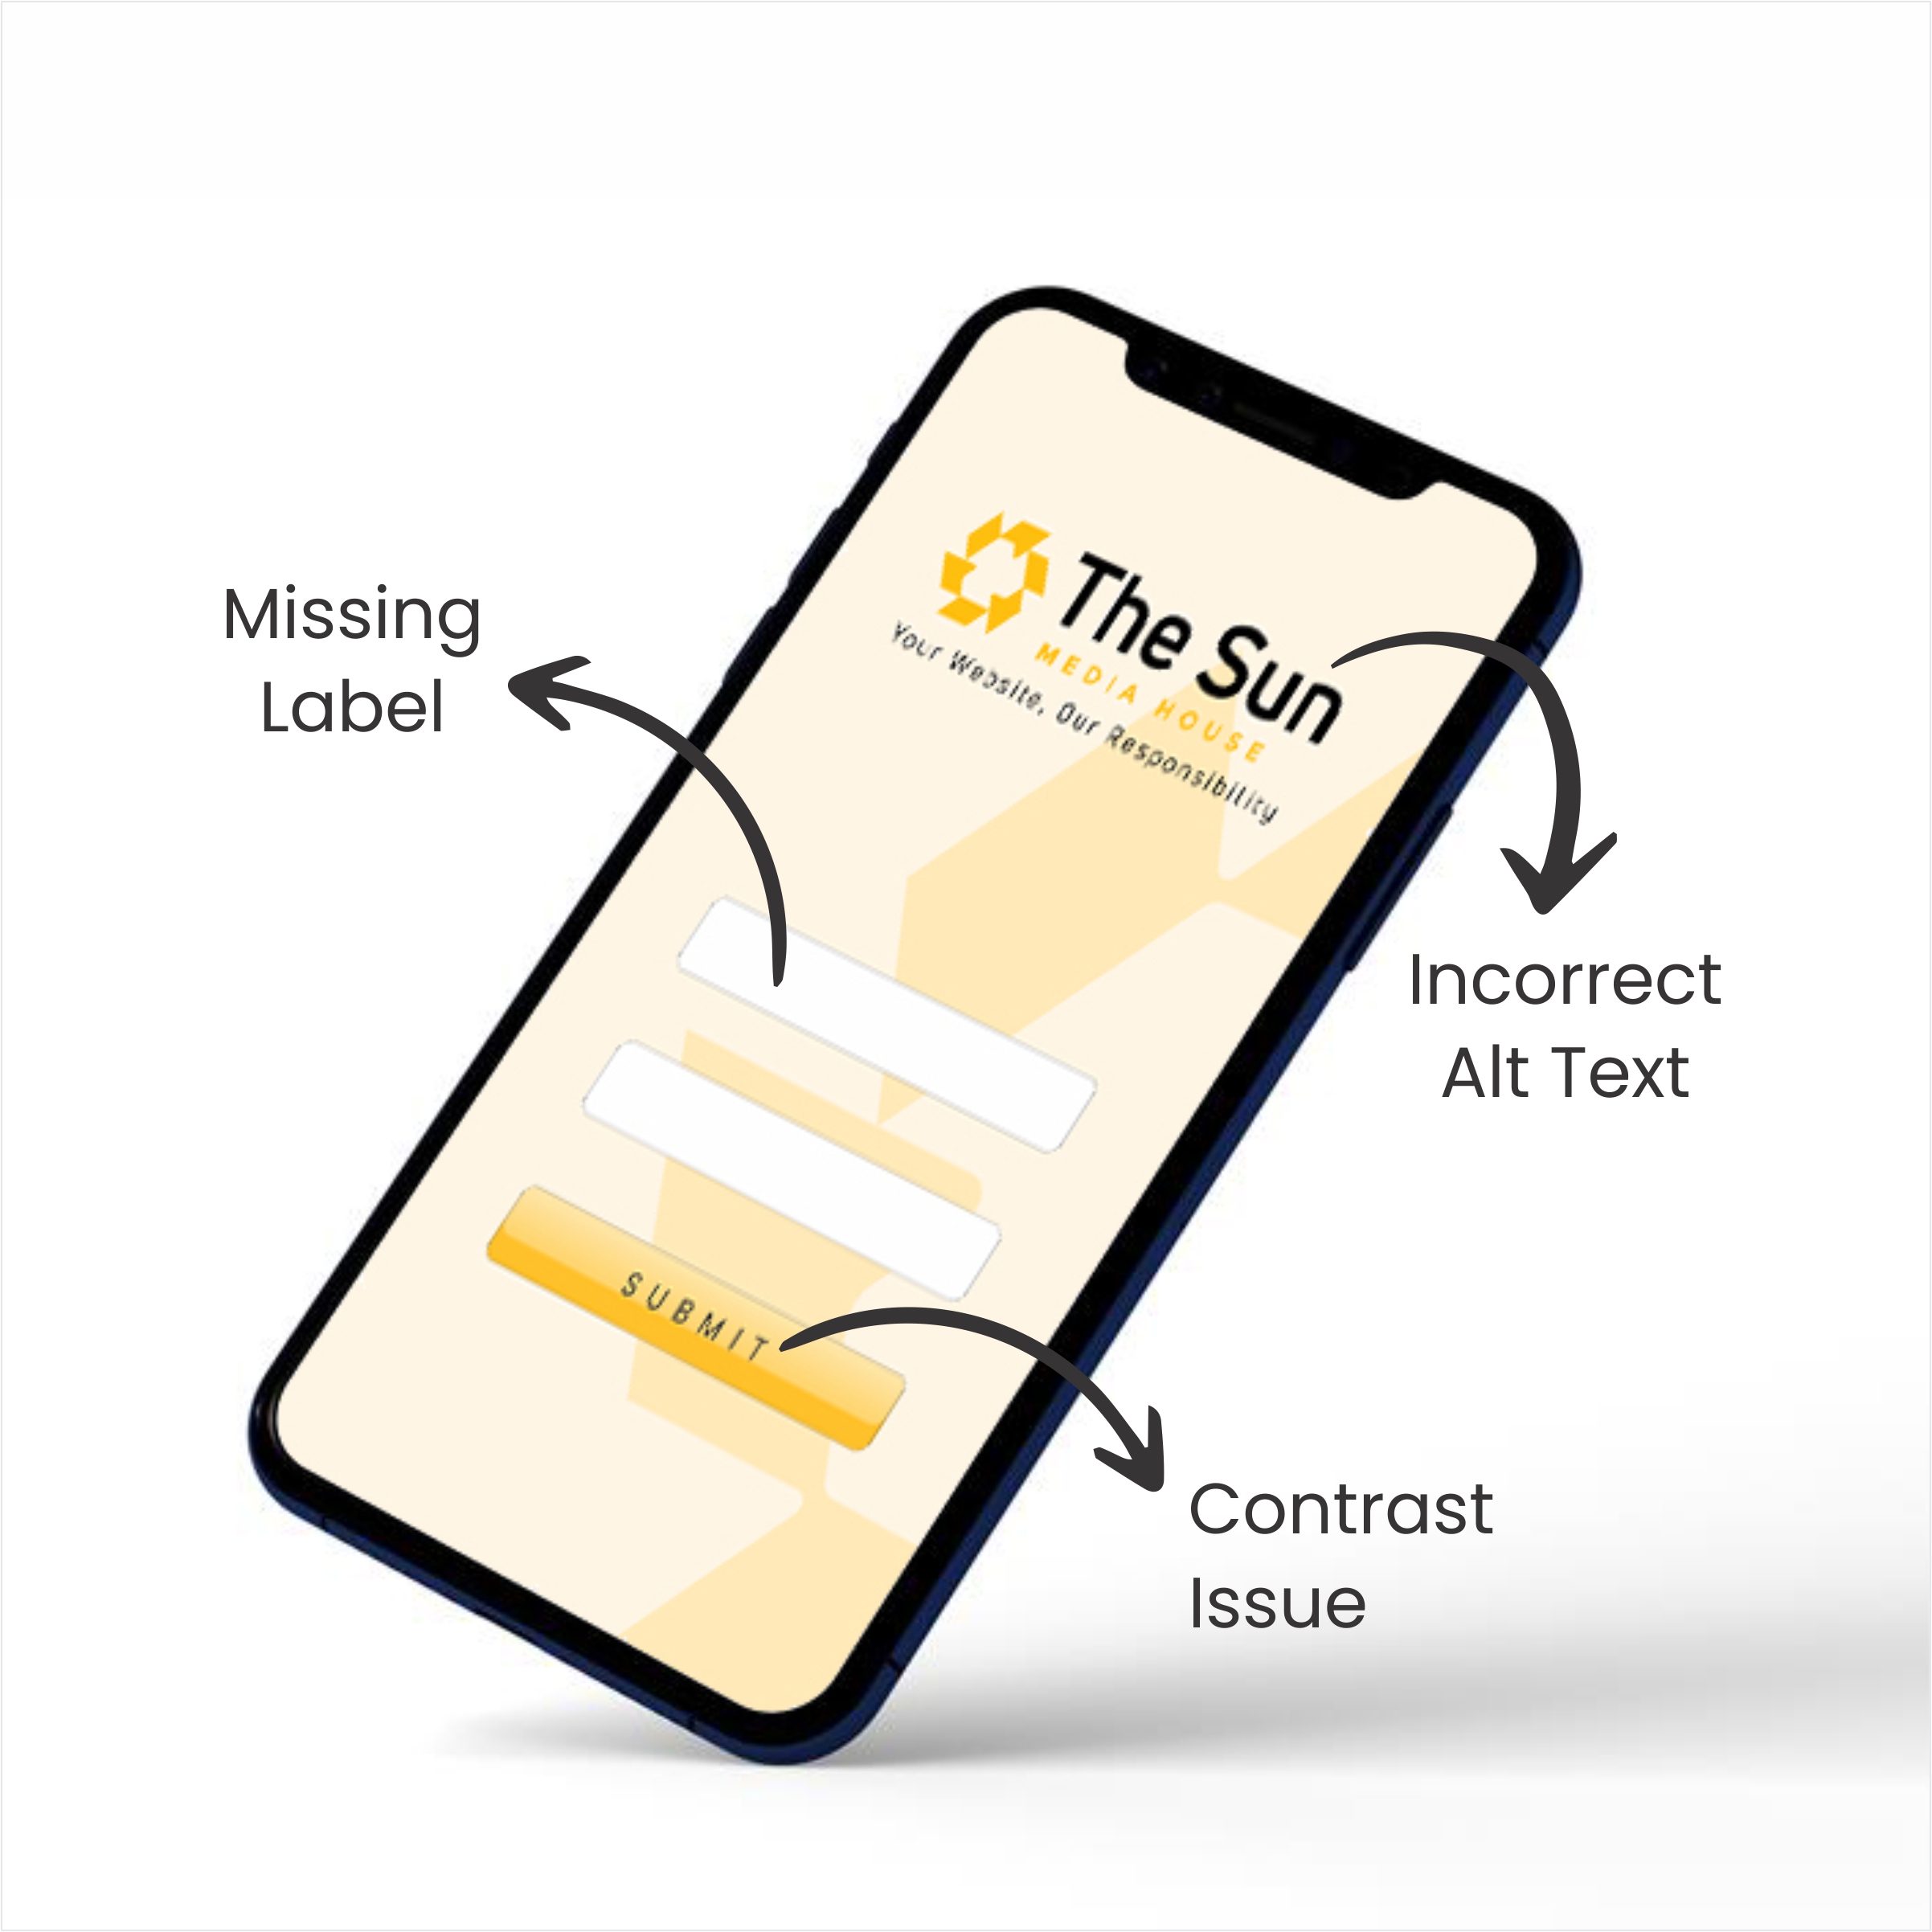 The Sun
MEDIA HOUSE
Your Website, Our Responsibility
Missing
Label
Incorrect
Alt Text
SUBMIT
Contrast
Issue